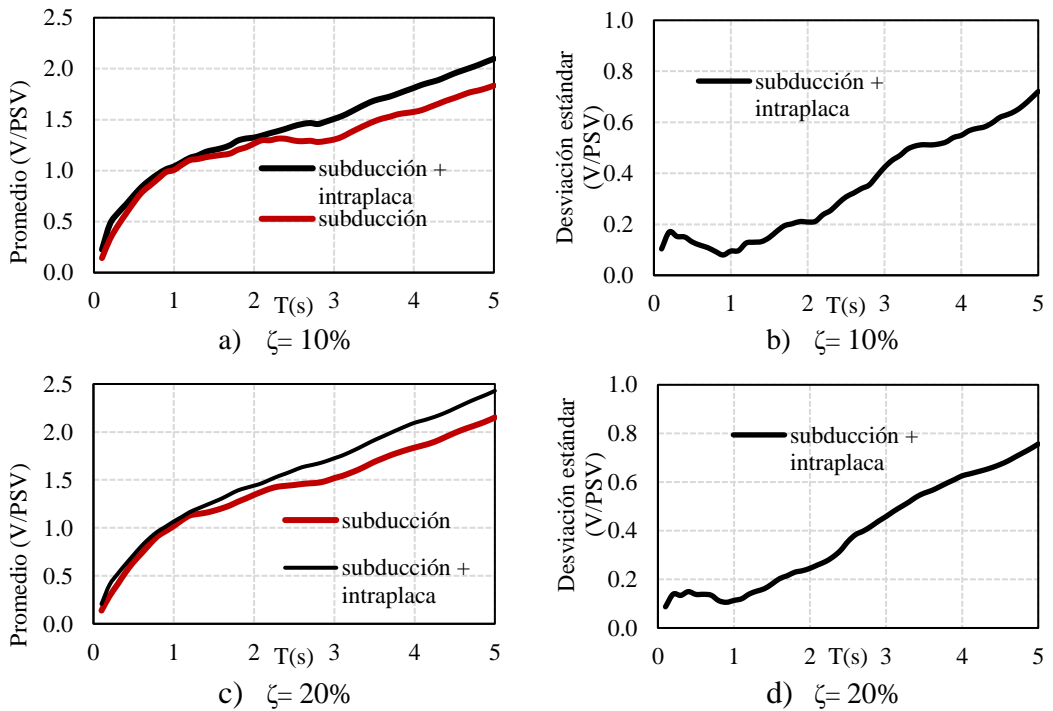 Promedio (V/PSV)
2.5
2.0
1.5
1.0
0.5
0.0
subducción +
intraplaca
subducción
0 1 2 3 4 5
T(s)
a) ζ= 10%
Desviación estándar
(V/PSV)
1.0
0.8
0.6
0.4
0.2
0.0
subducción +
intraplaca
0 1 2 3 4 5
T(s)
b) ζ= 10%
Promedio (V/PSV)
2.5
2.0
1.5
1.0
0.5
0.0
subducción
subducción +
intraplaca
0 1 2 3 4 5
T(s)
c) ζ= 20%
Desviación estándar
(V/PSV)
1.0
0.8
0.6
0.4
0.2
0.0
subducción +
intraplaca
0 1 2 3 4 5
T(s)
d) ζ= 20%